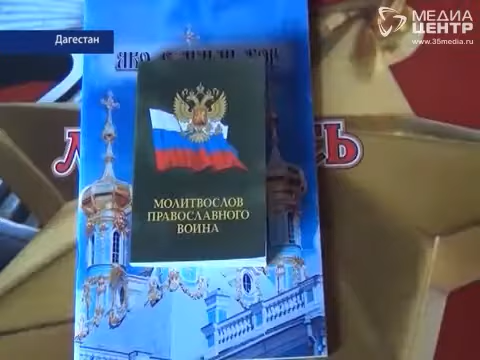 Дагестан
МЕДИА
ЦЕНТР
www.35media.ru
МОЛИТВОСЛОВ
ПРАВОСЛАВНОГО
ВОИНА